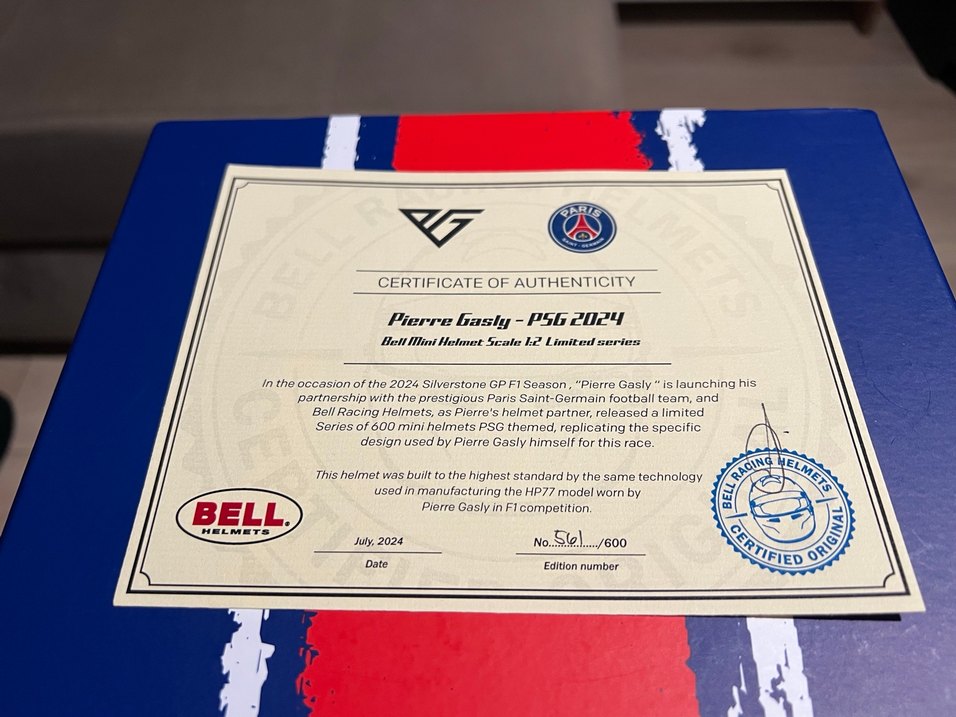 PG
PARIS
SAINT-GERMAIN
CERTIFICATE OF AUTHENTICITY
Pierre Gasly - PSG 2024
Bell Mini Helmet Scale 1:2 Limited series
In the occasion of the 2024 Silverstone GP F1 Season , "Pierre Gasly " is launching his
partnership with the prestigious Paris Saint-Germain football team, and
Bell Racing Helmets, as Pierre's helmet partner, released a limited
Series of 600 mini helmets PSG themed, replicating the specific
design used by Pierre Gasly himself for this race.
This helmet was built to the highest standard by the same technology
used in manufacturing the HP77 model worn by
Pierre Gasly in F1 competition.
BELL
HELMETS
July, 2024
Date
No...561...../600
Edition number
BELL RACING HELMETS
CERTIFIED ORIGINAL